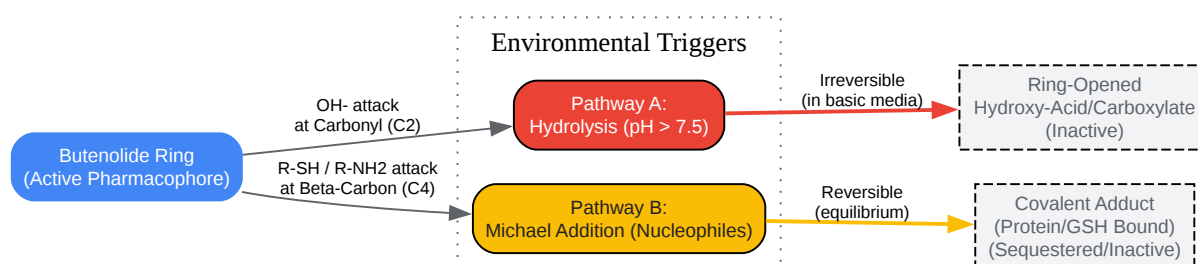 Environmental Triggers
Butenolide Ring
(Active Pharmacophore)
OH- attack
at Carbonyl (C2)
R-SH / R-NH2 attack
at Beta-Carbon (C4)
Pathway A:
Hydrolysis (pH > 7.5)
Pathway B:
Michael Addition (Nucleophiles)
Irreversible
(in basic media)
Reversible
(equilibrium)
Ring-Opened
Hydroxy-Acid/Carboxylate
(Inactive)
Covalent Adduct
(Protein/GSH Bound)
(Sequestered/Inactive)